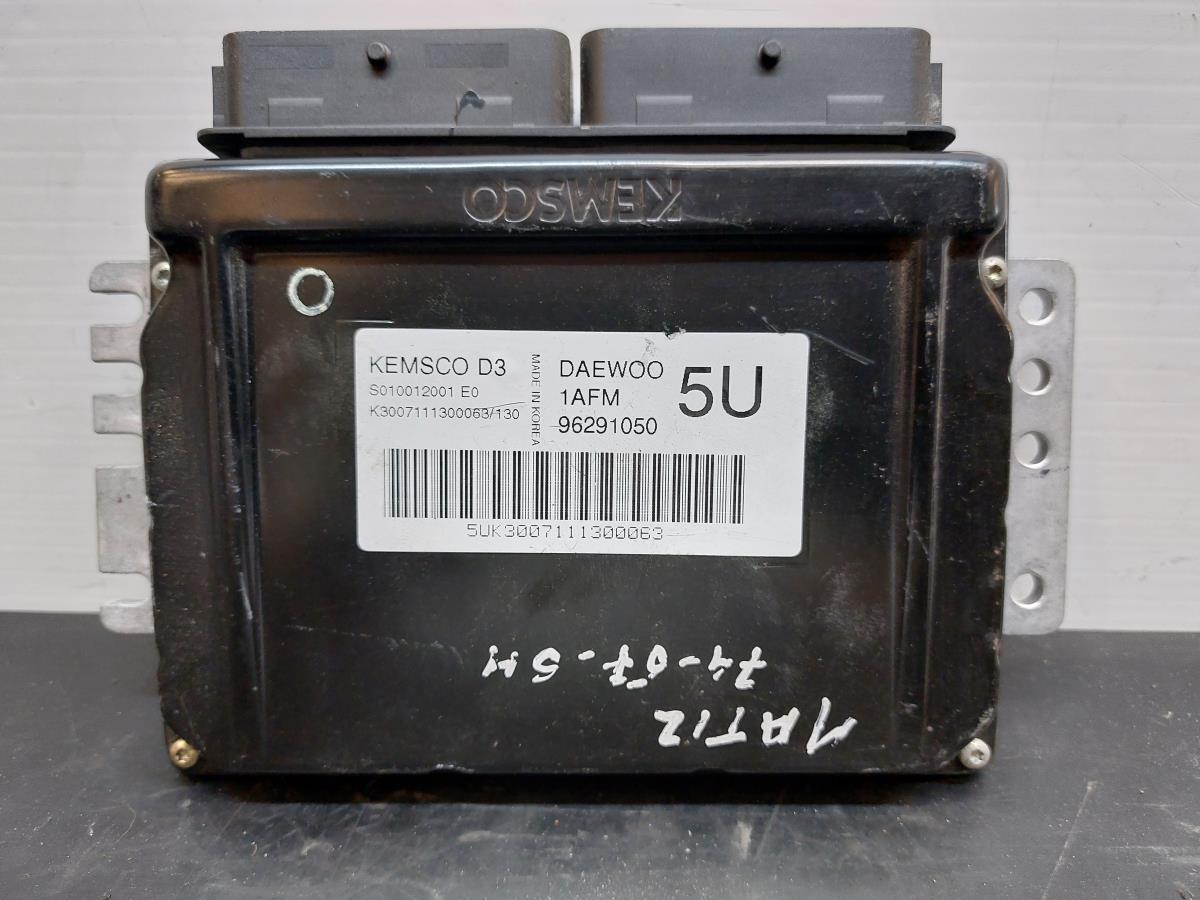 KEMSCO
KEMSCO D3
S010012001 E0
K3007111300063/130
MADE IN KOREA
DAEWOO
1AFM
96291050
5U
5UK3007111300063
MATIZ
74-07-5M